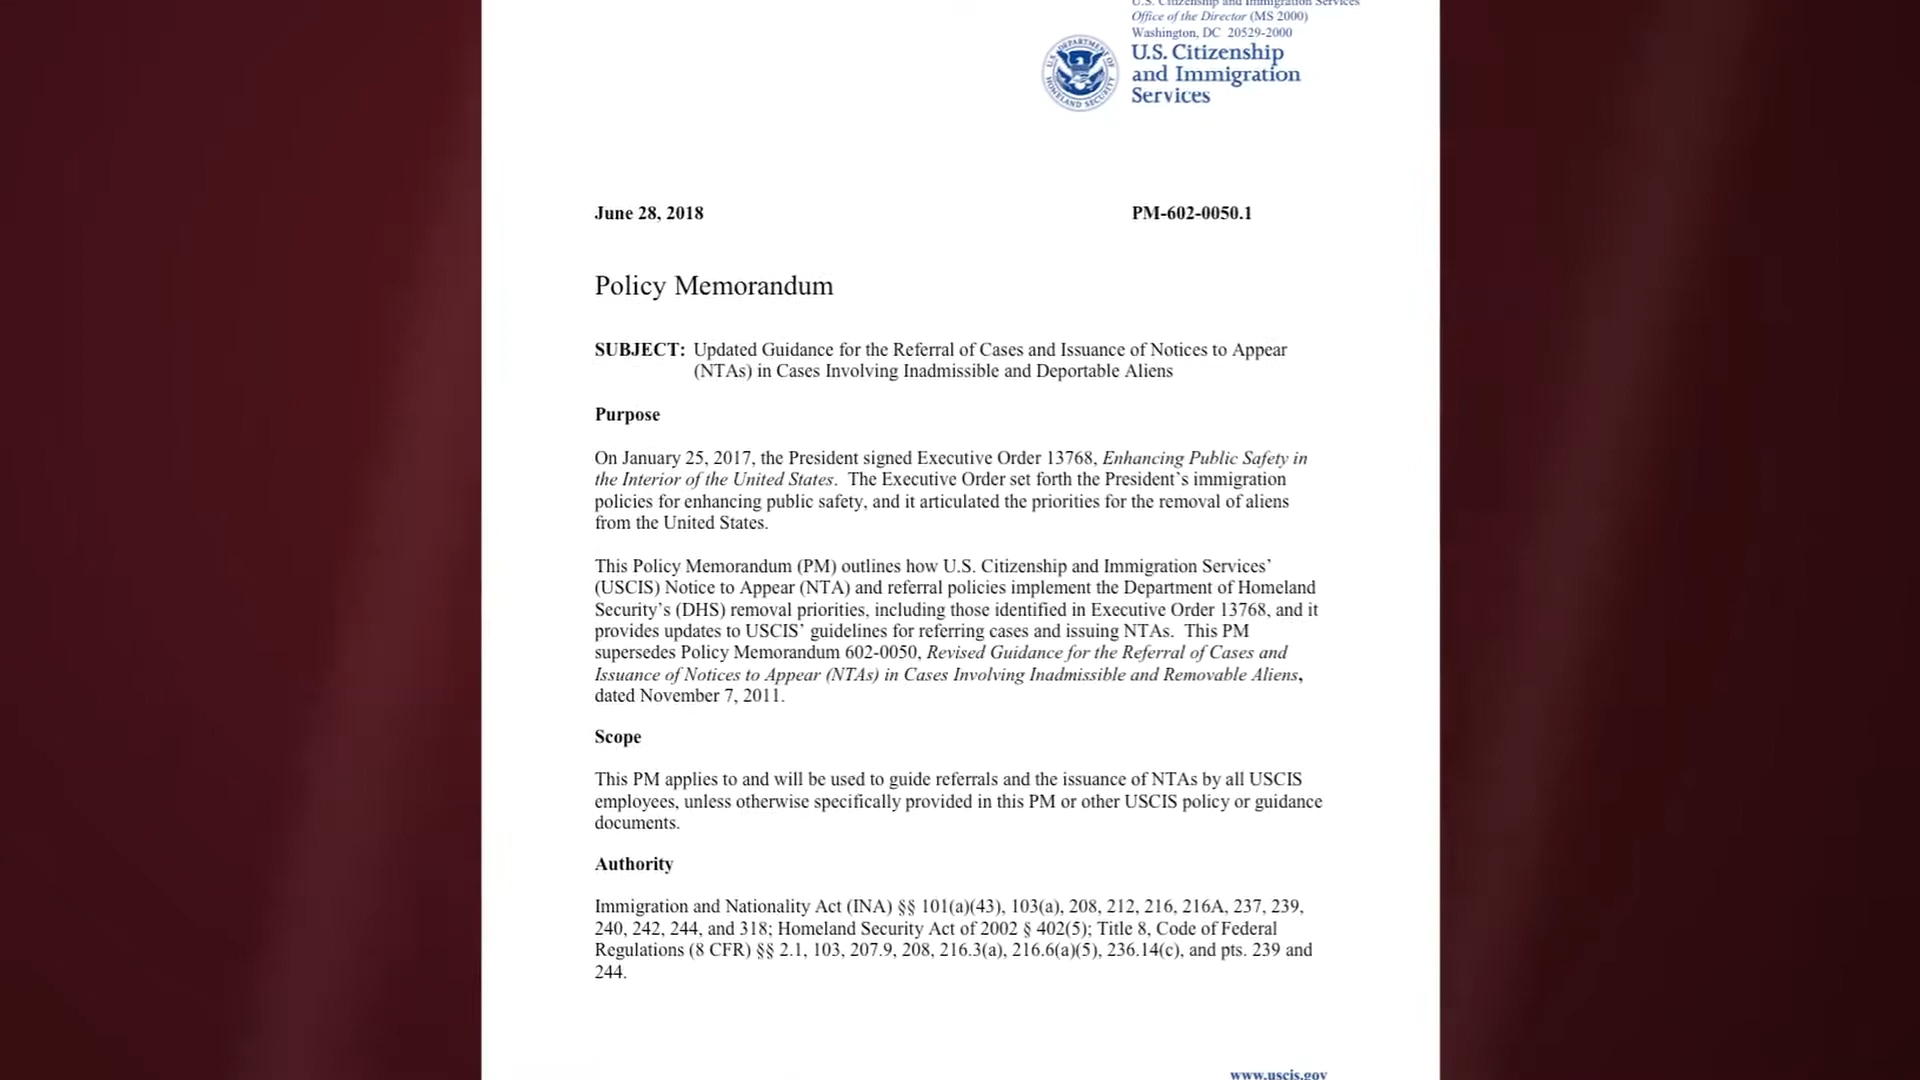 U.S. Citizenship and Immigration Services
Office of the Director (MS 2000)
Washington, DC 20529-2000
U.S. Citizenship
and Immigration
Services
U.S. DEPARTMENT OF
HOMELAND SECURITY
June 28, 2018 PM-602-0050.1
Policy Memorandum
SUBJECT: Updated Guidance for the Referral of Cases and Issuance of Notices to Appear
(NTAs) in Cases Involving Inadmissible and Deportable Aliens
Purpose
On January 25, 2017, the President signed Executive Order 13768, Enhancing Public Safety in
the Interior of the United States. The Executive Order set forth the President's immigration
policies for enhancing public safety, and it articulated the priorities for the removal of aliens
from the United States.
This Policy Memorandum (PM) outlines how U.S. Citizenship and Immigration Services'
(USCIS) Notice to Appear (NTA) and referral policies implement the Department of Homeland
Security's (DHS) removal priorities, including those identified in Executive Order 13768, and it
provides updates to USCIS' guidelines for referring cases and issuing NTAs. This PM
supersedes Policy Memorandum 602-0050, Revised Guidance for the Referral of Cases and
Issuance of Notices to Appear (NTAs) in Cases Involving Inadmissible and Removable Aliens,
dated November 7, 2011.
Scope
This PM applies to and will be used to guide referrals and the issuance of NTAs by all USCIS
employees, unless otherwise specifically provided in this PM or other USCIS policy or guidance
documents.
Authority
Immigration and Nationality Act (INA) §§ 101(a)(43), 103(a), 208, 212, 216, 216A, 237, 239,
240, 242, 244, and 318; Homeland Security Act of 2002 § 402(5); Title 8, Code of Federal
Regulations (8 CFR) §§ 2.1, 103, 207.9, 208, 216.3(a), 216.6(a)(5), 236.14(c), and pts. 239 and
244.
www.uscis.gov